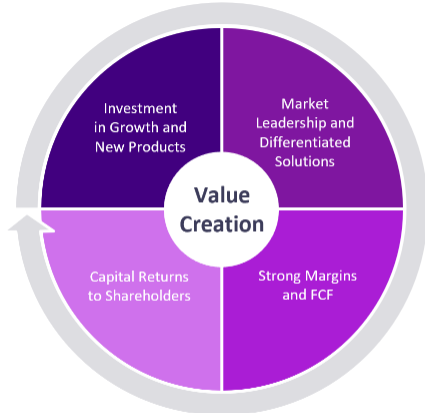 Investment
in Growth and
New Products
Market
Leadership and
Differentiated
Solutions
Value
Creation
Capital Returns
to Shareholders
Strong Margins
and FCF